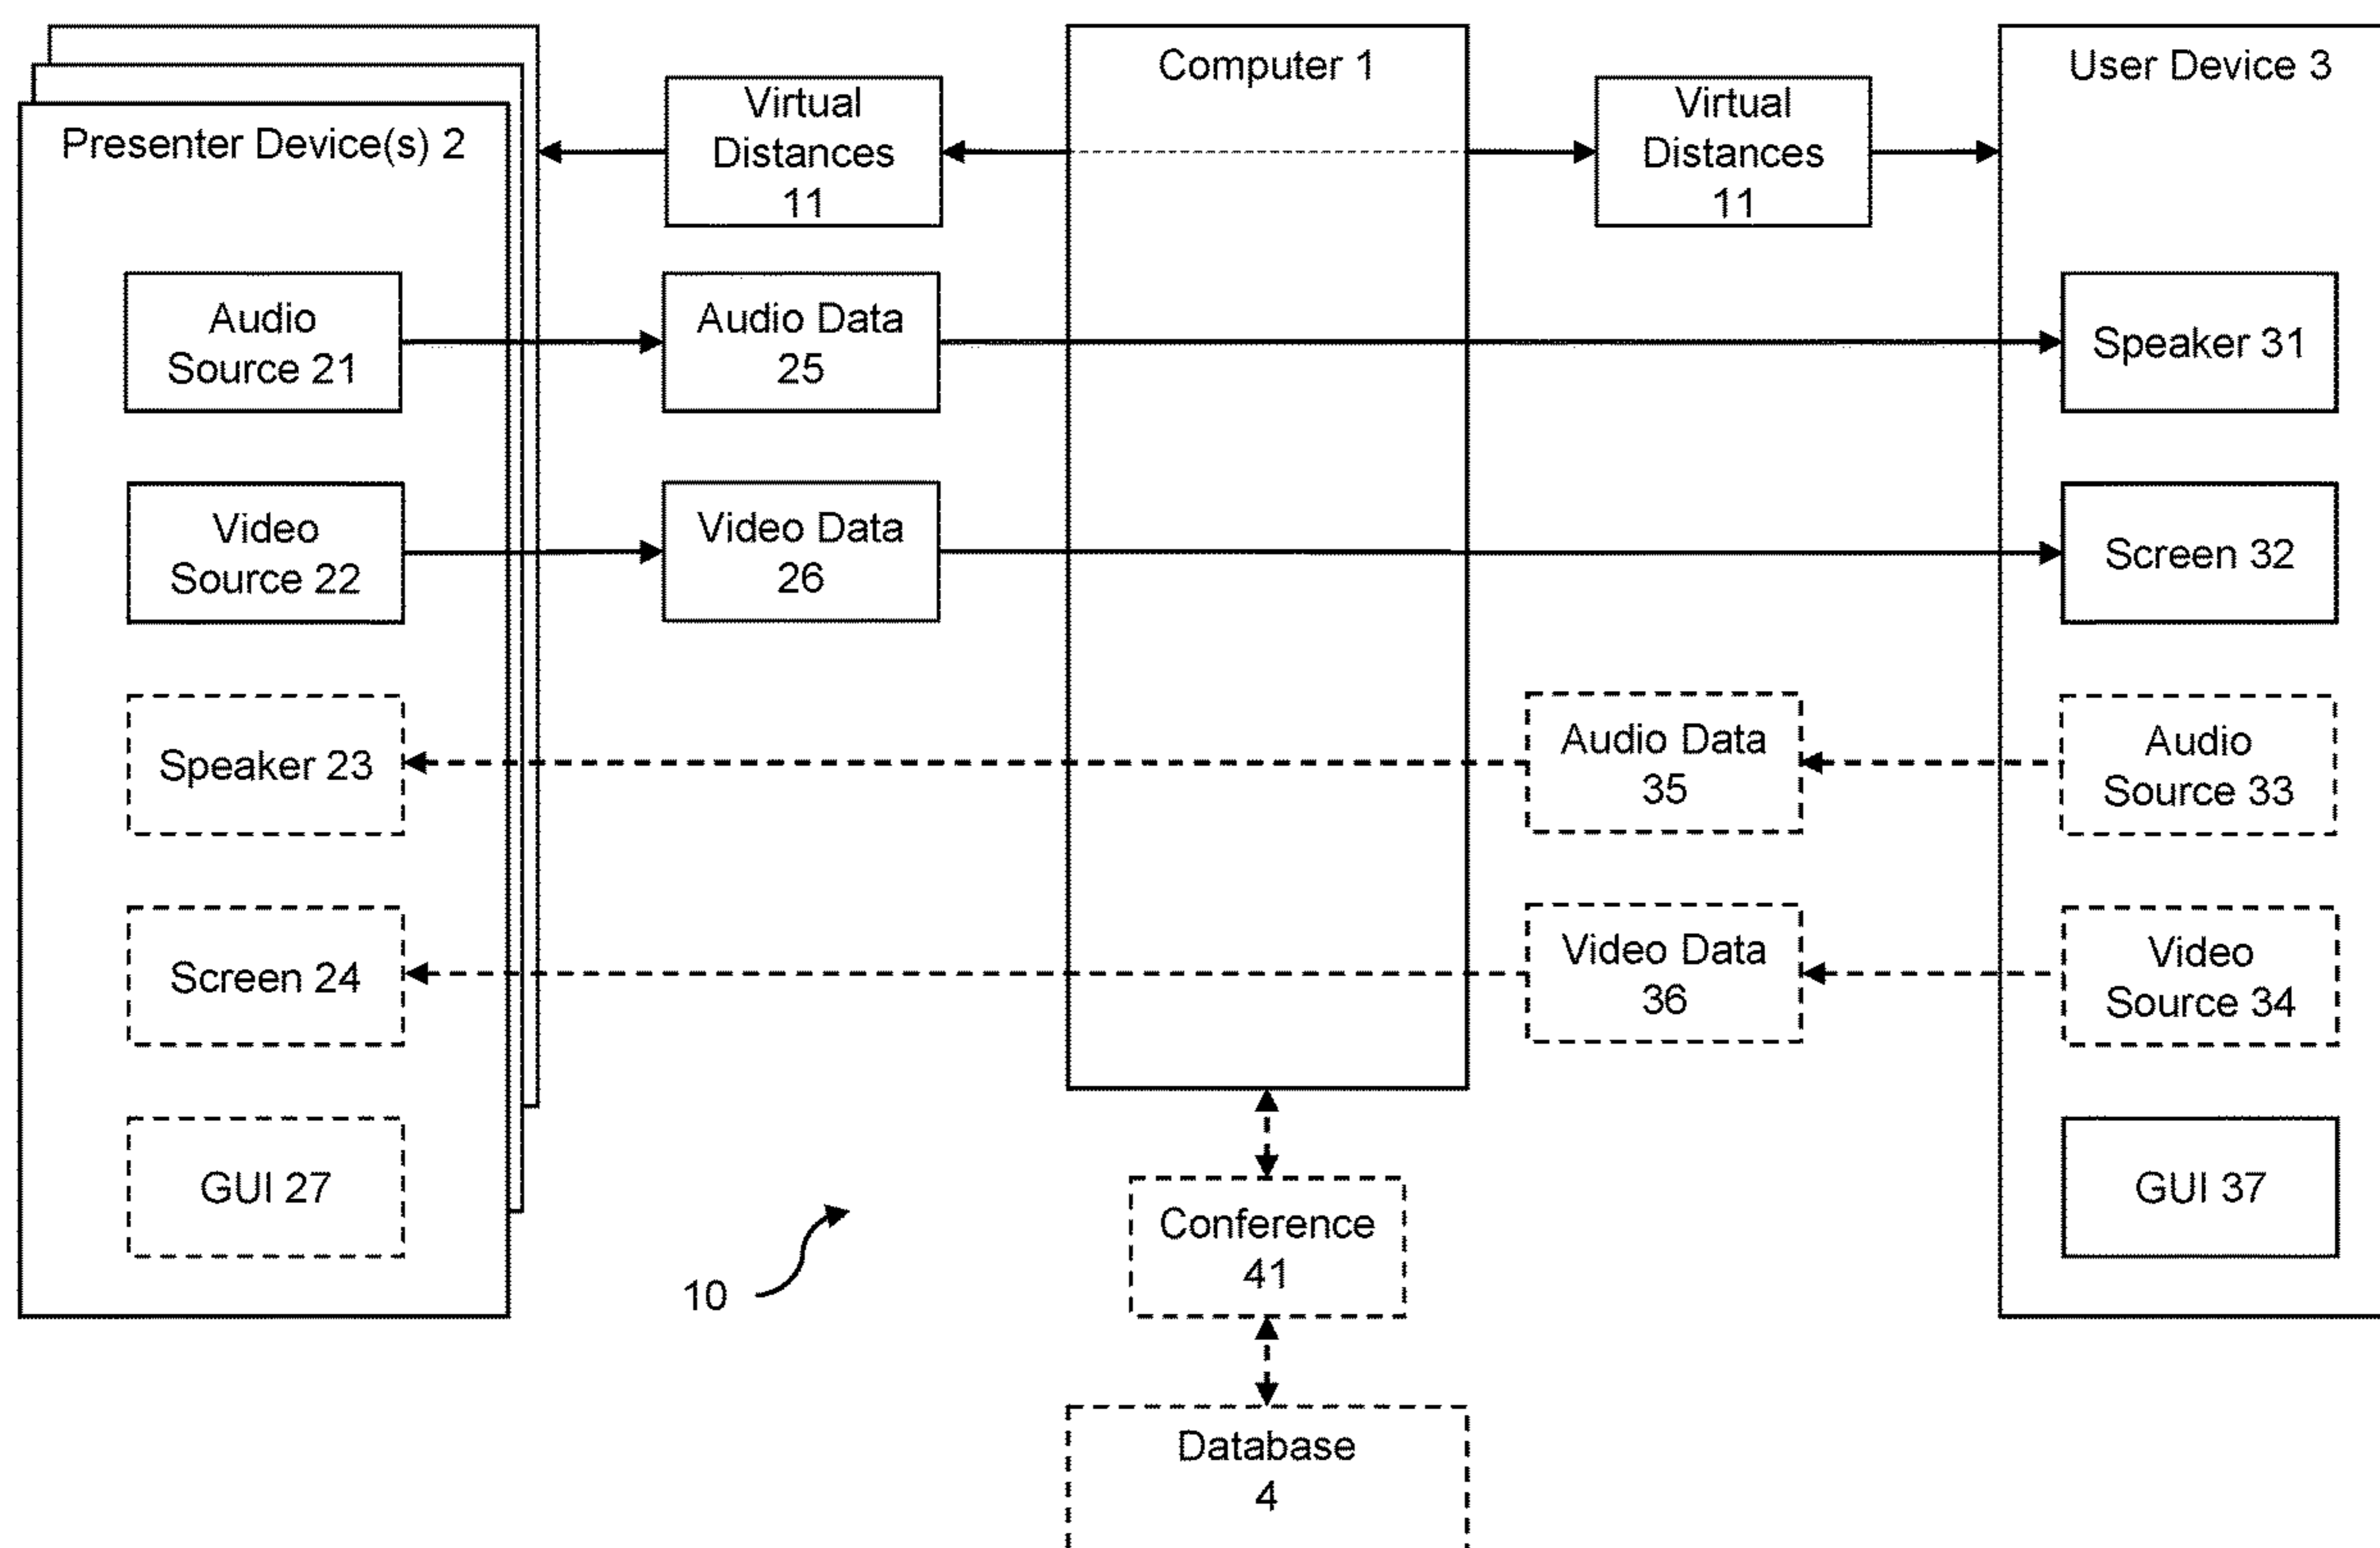 Presenter Device(s) 2
Virtual
Distances
11
Computer 1
Virtual
Distances
11
User Device 3
Audio
Source 21
Audio Data
25
Speaker 31
Video
Source 22
Video Data
26
Screen 32
Speaker 23
Audio Data
35
Audio
Source 33
Screen 24
Video Data
36
Video
Source 34
GUI 27
10
Conference
41
GUI 37
Database
4